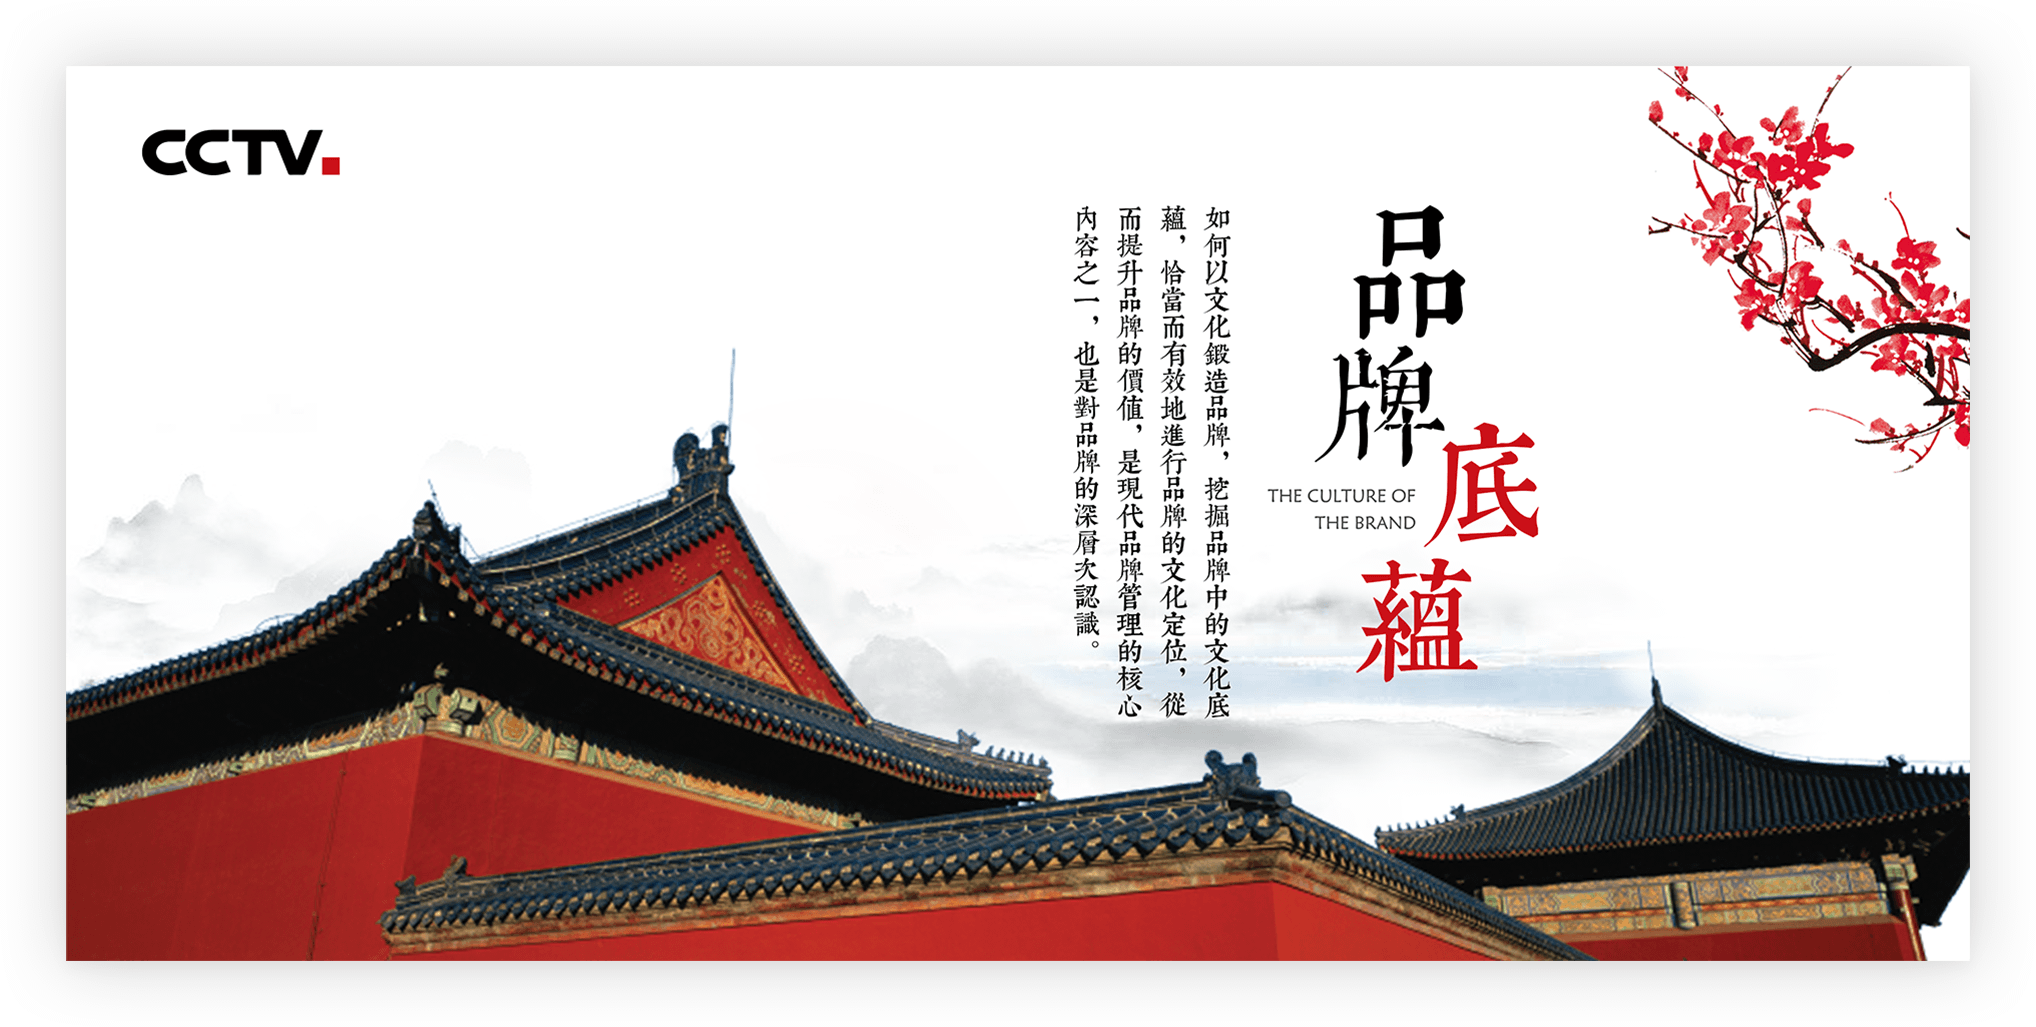 CCTV.
品牌
底蘊
THE CULTURE OF
THE BRAND
如何以文化鍛造品牌，挖掘品牌中的文化底
蘊，恰當而有效地進行品牌的文化定位，從
而提升品牌的價值，是現代品牌管理的核心
內容之一，也是對品牌的深層次認識。